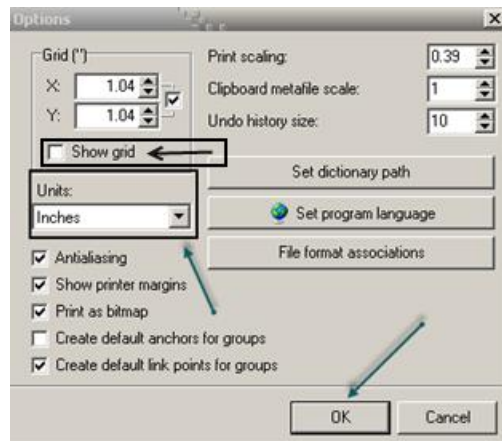 Options
Grid (")
X: 1.04
Y: 1.04
Show grid
Units:
Inches
Antialiasing
Show printer margins
Print as bitmap
Create default anchors for groups
Create default link points for groups
Print scaling: 0.39
Clipboard metafile scale: 1
Undo history size: 10
Set dictionary path
Set program language
File format associations
OK
Cancel